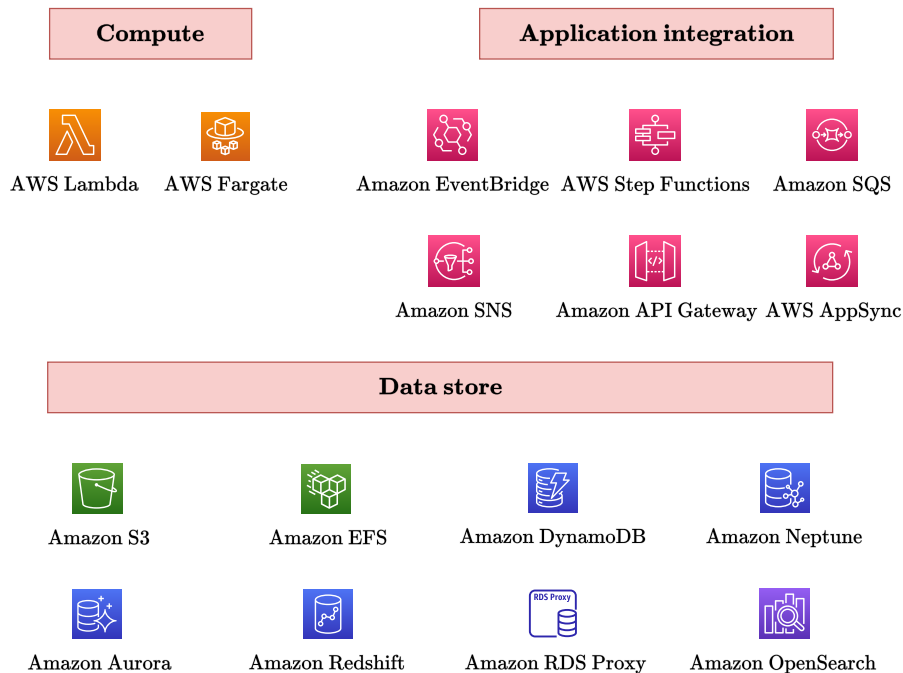 Compute
Application integration
AWS Lambda
AWS Fargate
Amazon EventBridge
AWS Step Functions
Amazon SQS
Amazon SNS
</>
Amazon API Gateway
AWS AppSync
Data store
Amazon S3
Amazon EFS
Amazon DynamoDB
Amazon Neptune
RDS Proxy
Amazon Aurora
Amazon Redshift
Amazon RDS Proxy
Amazon OpenSearch